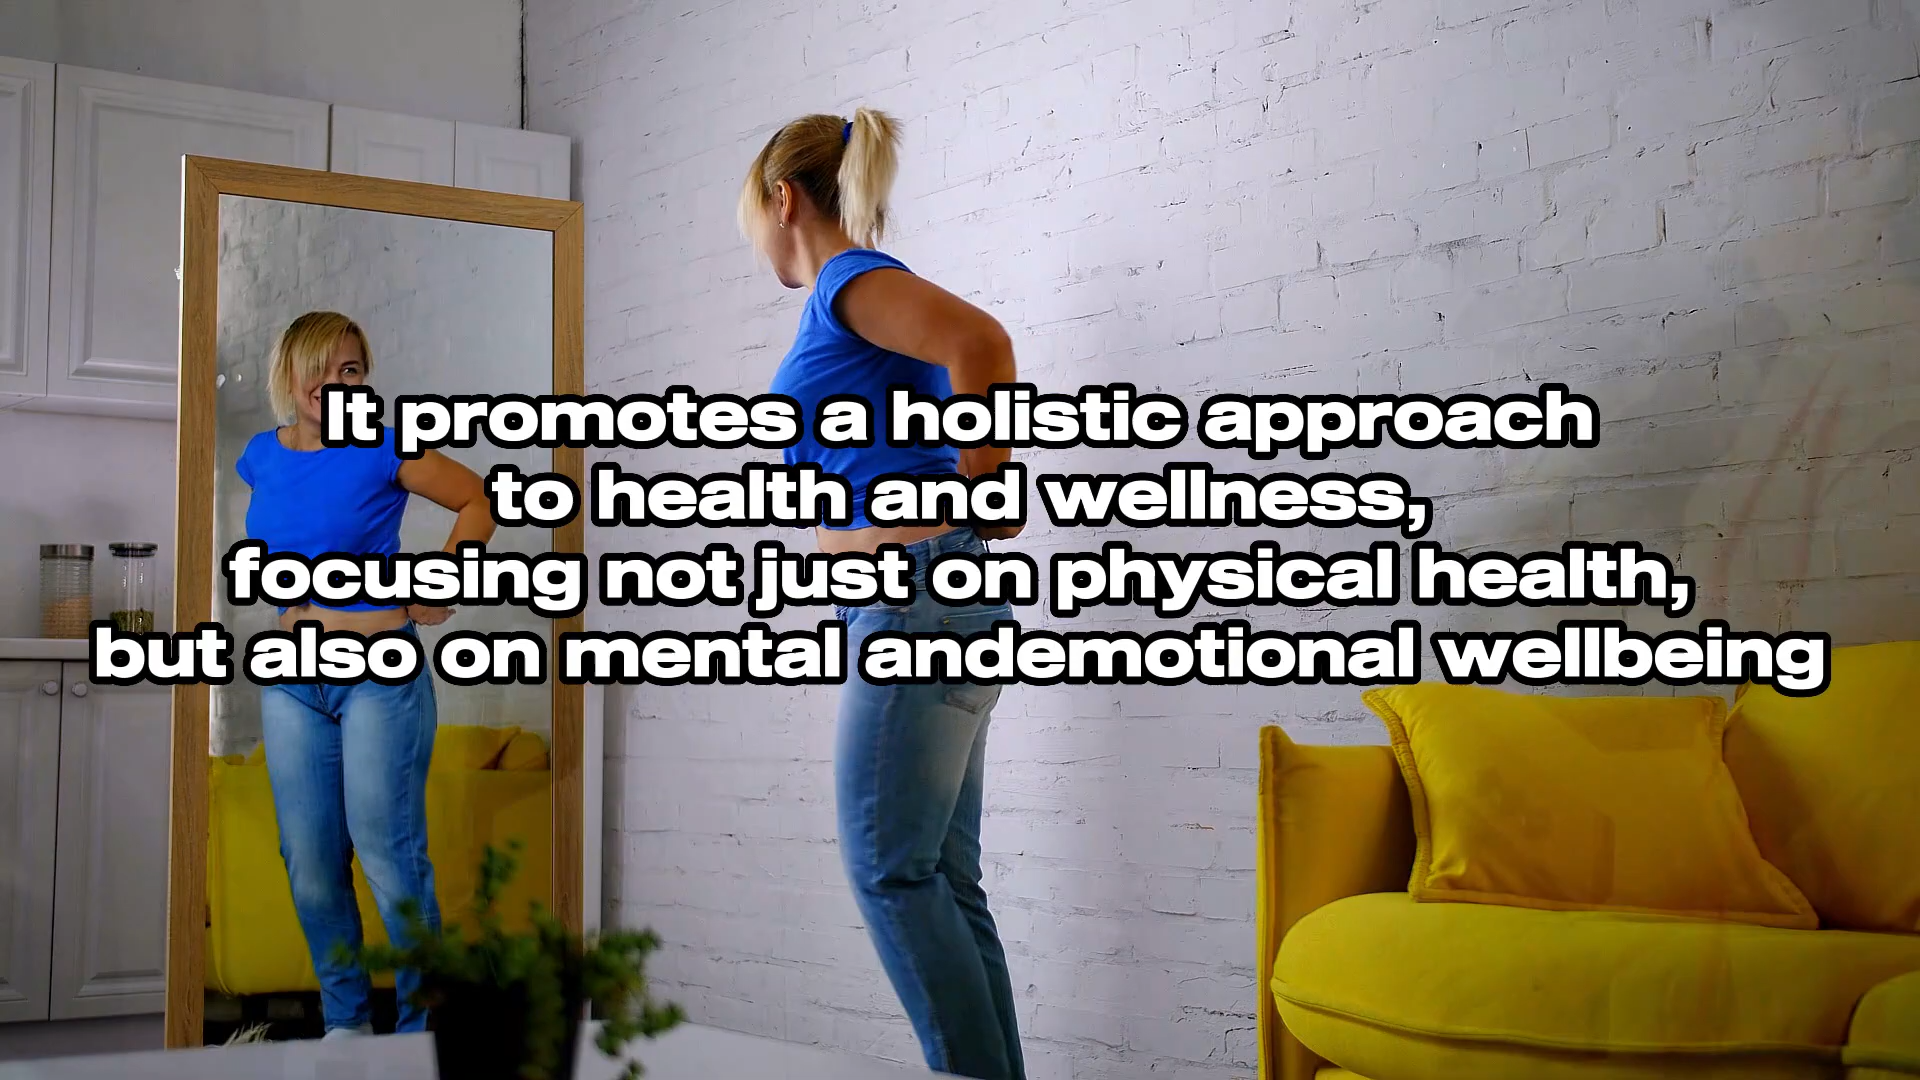 It promotes a holistic approach
to health and wellness,
focusing not just on physical health,
but also on mental andemotional wellbeing